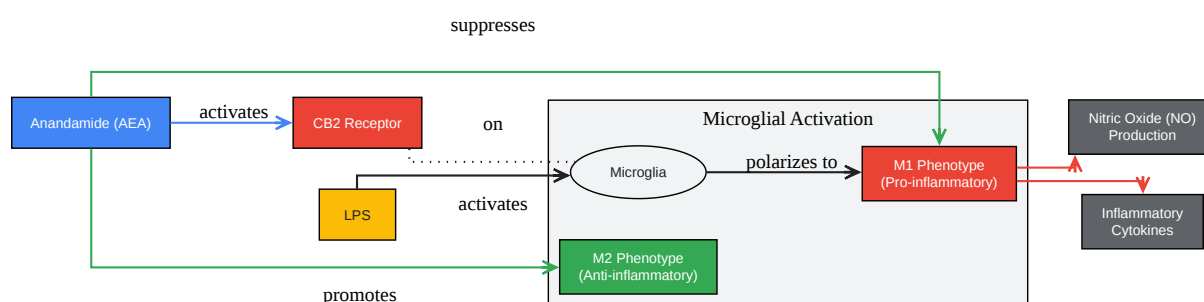 suppresses
Anandamide (AEA)
activates
CB2 Receptor
on
Microglial Activation
Nitric Oxide (NO)
Production
Microglia
polarizes to
M1 Phenotype
(Pro-inflammatory)
LPS
activates
Inflammatory
Cytokines
M2 Phenotype
(Anti-inflammatory)
promotes